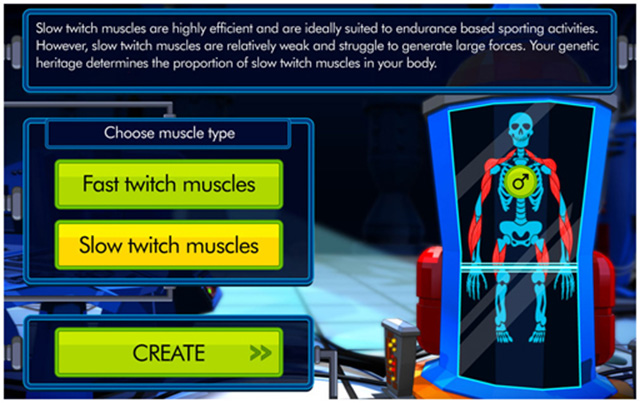 Slow twitch muscles are highly efficient and are ideally suited to endurance based sporting activities.
However, slow twitch muscles are relatively weak and struggle to generate large forces. Your genetic
heritage determines the proportion of slow twitch muscles in your body.
Choose muscle type
Fast twitch muscles
Slow twitch muscles
CREATE >>